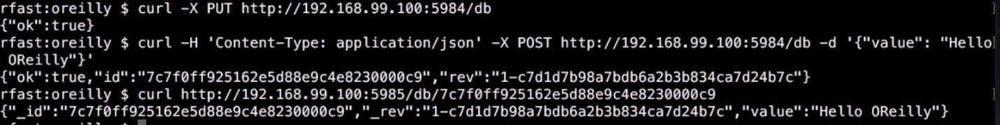 rfast:oreilly $ curl -X PUT http://192.168.99.100:5984/db
{"ok":true}
rfast:oreilly $ curl -H 'Content-Type: application/json' -X POST http://192.168.99.100:5984/db -d '{"value": "Hello
 OReilly"}'
{"ok":true,"id":"7c7f0ff925162e5d88e9c4e8230000c9","rev":"1-c7d1d7b98a7bdb6a2b3b834ca7d24b7c"}
rfast:oreilly $ curl http://192.168.99.100:5985/db/7c7f0ff925162e5d88e9c4e8230000c9
{"_id":"7c7f0ff925162e5d88e9c4e8230000c9","_rev":"1-c7d1d7b98a7bdb6a2b3b834ca7d24b7c","value":"Hello OReilly"}
rfast:oreilly $